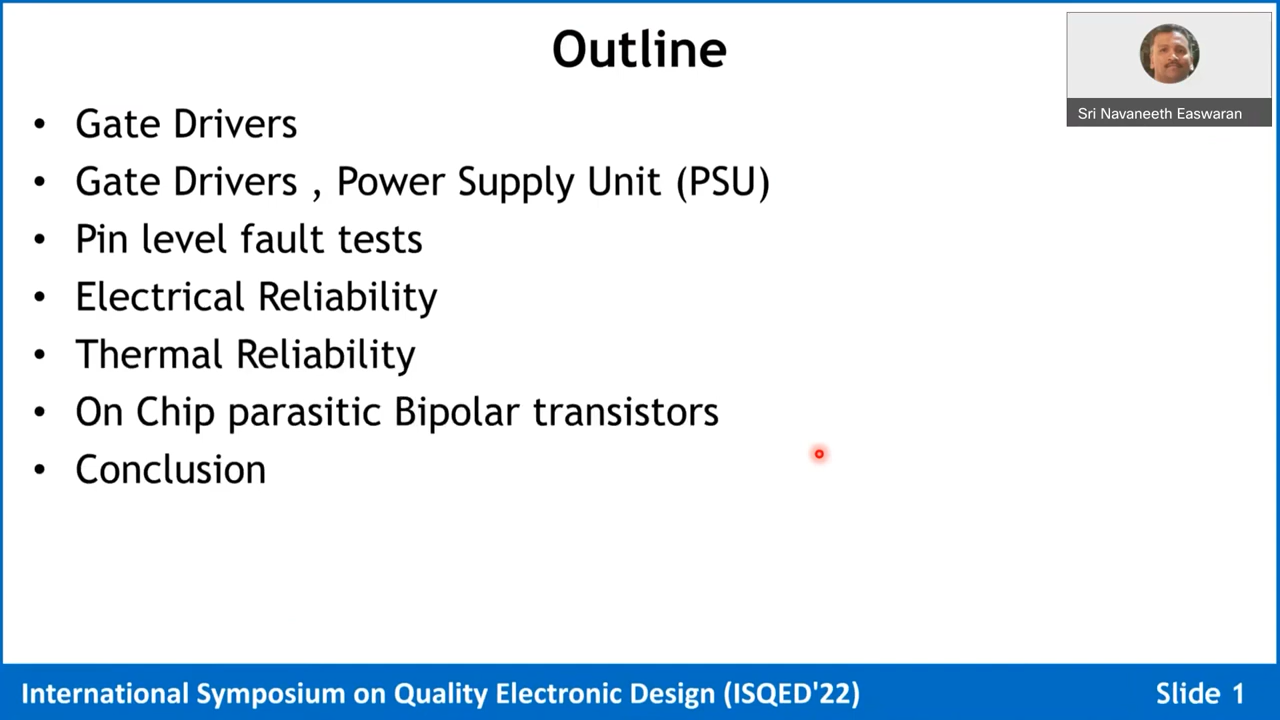 Outline
Sri Navaneeth Easwaran
• Gate Drivers
• Gate Drivers , Power Supply Unit (PSU)
• Pin level fault tests
• Electrical Reliability
• Thermal Reliability
• On Chip parasitic Bipolar transistors
• Conclusion
International Symposium on Quality Electronic Design (ISQED'22)
Slide 1